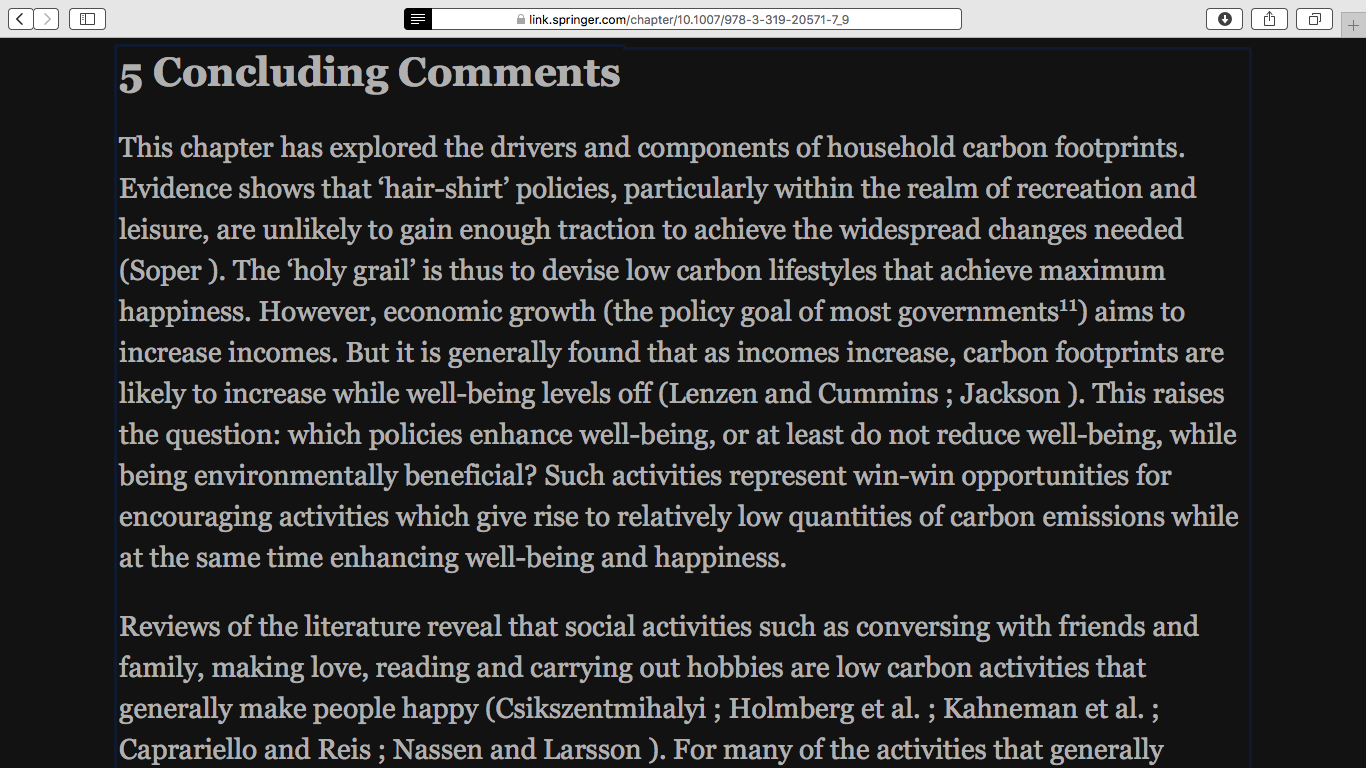 link.springer.com/chapter/10.1007/978-3-319-20571-7_9
5 Concluding Comments
This chapter has explored the drivers and components of household carbon footprints.
Evidence shows that ‘hair-shirt’ policies, particularly within the realm of recreation and
leisure, are unlikely to gain enough traction to achieve the widespread changes needed
(Soper ). The ‘holy grail’ is thus to devise low carbon lifestyles that achieve maximum
happiness. However, economic growth (the policy goal of most governments¹¹) aims to
increase incomes. But it is generally found that as incomes increase, carbon footprints are
likely to increase while well-being levels off (Lenzen and Cummins ; Jackson ). This raises
the question: which policies enhance well-being, or at least do not reduce well-being, while
being environmentally beneficial? Such activities represent win-win opportunities for
encouraging activities which give rise to relatively low quantities of carbon emissions while
at the same time enhancing well-being and happiness.
Reviews of the literature reveal that social activities such as conversing with friends and
family, making love, reading and carrying out hobbies are low carbon activities that
generally make people happy (Csikszentmihalyi ; Holmberg et al. ; Kahneman et al. ;
Caprariello and Reis ; Nassen and Larsson ). For many of the activities that generally